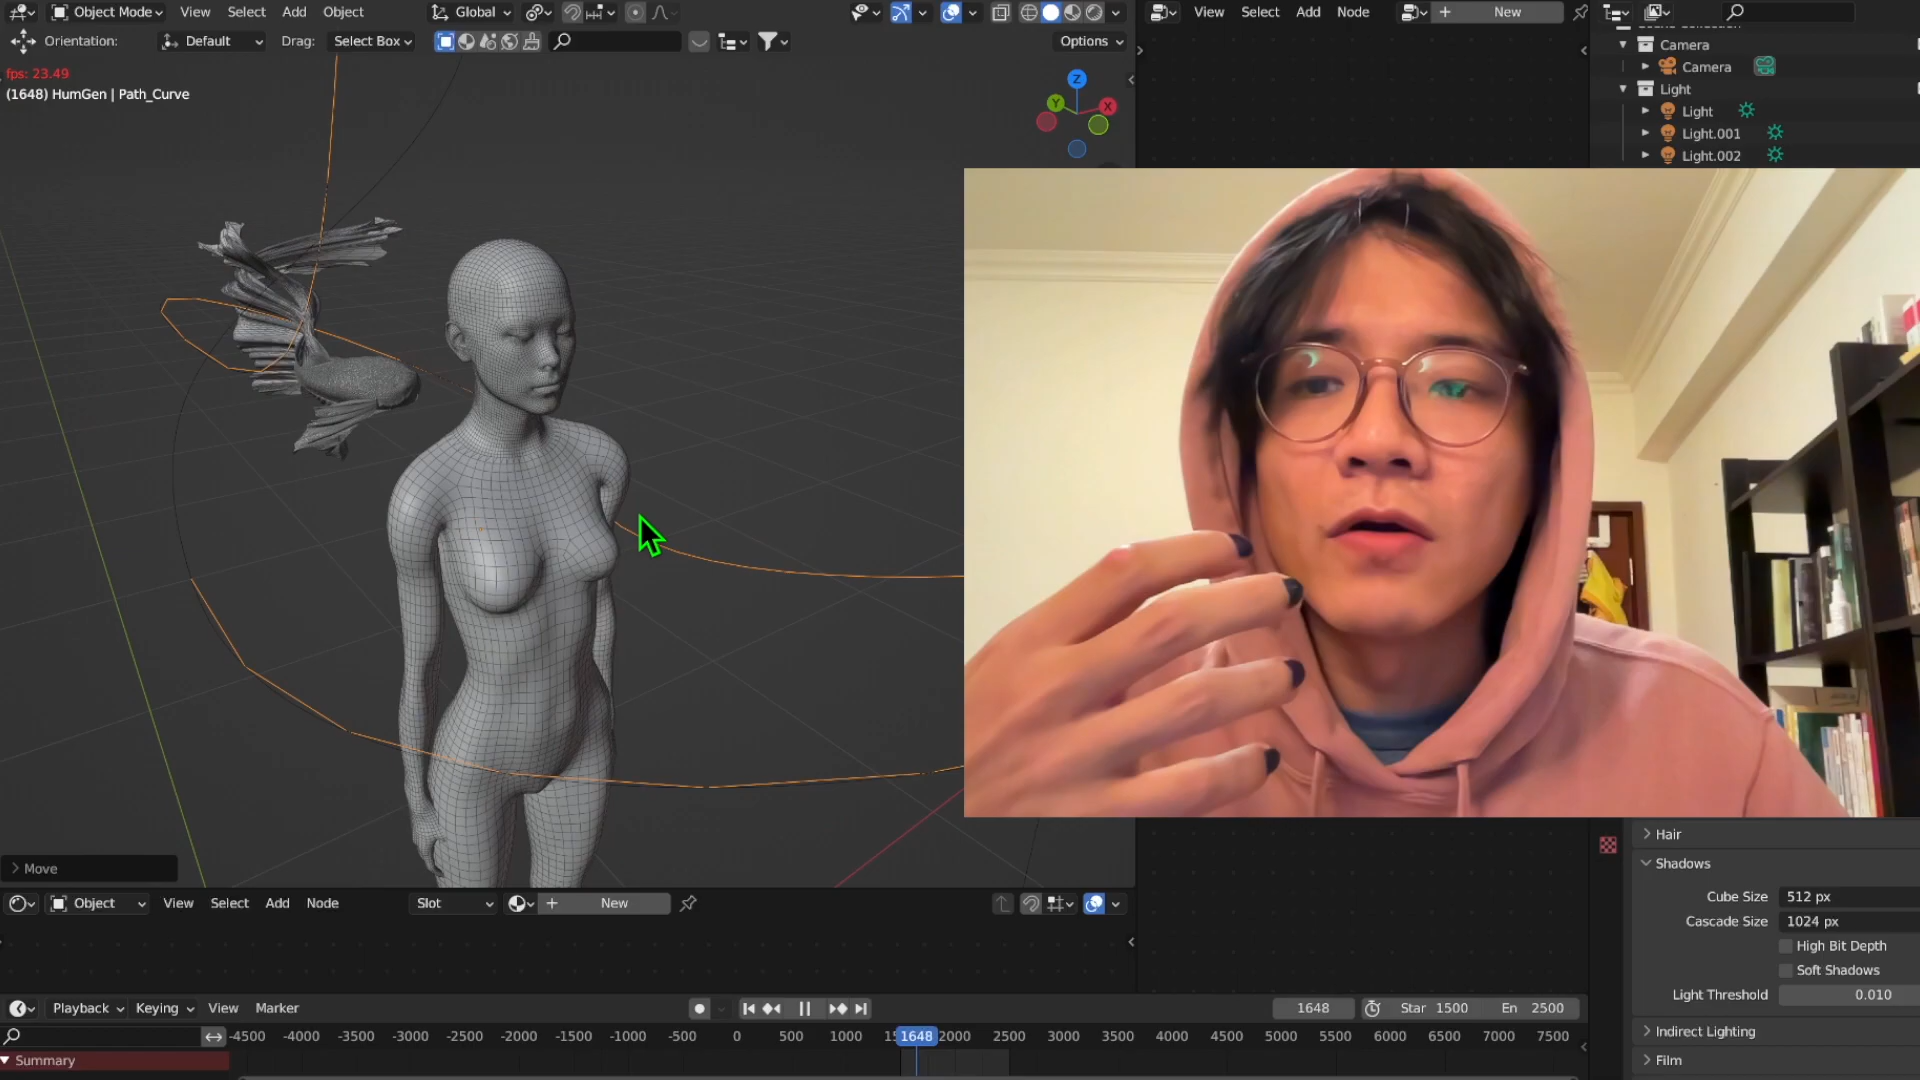 Object Mode View Select Add Object Global
View Select Add Node New
Orientation: Default Drag: Select Box Options
fps: 23.49
(1648) HumGen | Path_Curve
Z
Y
X
Camera
Camera
Light
Light
Light.001
Light.002
Move
Hair
Shadows
Cube Size 512 px
Cascade Size 1024 px
High Bit Depth
Soft Shadows
Light Threshold 0.010
Indirect Lighting
Film
Object View Select Add Node Slot New
Playback Keying View Marker 1648 Star 1500 En 2500
-4500 -4000 -3500 -3000 -2500 -2000 -1500 -1000 -500 0 500 1000 1648 2000 2500 3000 3500 4000 4500 5000 5500 6000 6500 7000 7500
Summary